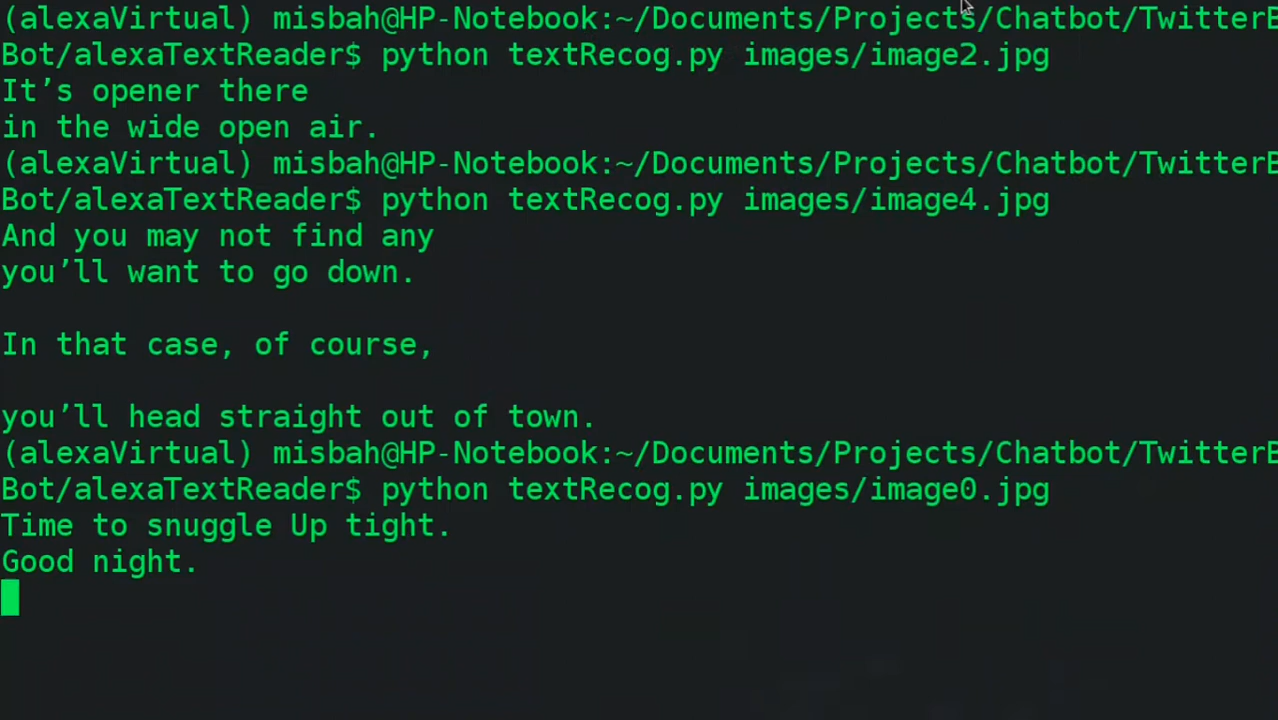 (alexaVirtual) misbah@HP-Notebook:~/Documents/Projects/Chatbot/TwitterE
Bot/alexaTextReader$ python textRecog.py images/image2.jpg
It’s opener there
in the wide open air.
(alexaVirtual) misbah@HP-Notebook:~/Documents/Projects/Chatbot/TwitterE
Bot/alexaTextReader$ python textRecog.py images/image4.jpg
And you may not find any
you’ll want to go down.
In that case, of course,
you’ll head straight out of town.
(alexaVirtual) misbah@HP-Notebook:~/Documents/Projects/Chatbot/TwitterE
Bot/alexaTextReader$ python textRecog.py images/image0.jpg
Time to snuggle Up tight.
Good night.